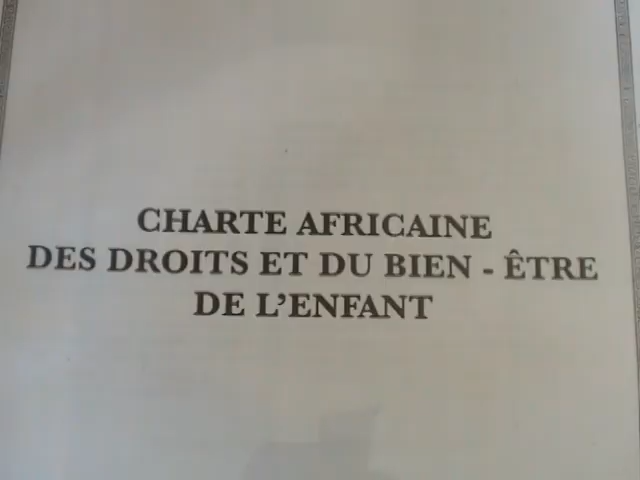 CHARTE AFRICAINE
DES DROITS ET DU BIEN - ÊTRE
DE L'ENFANT